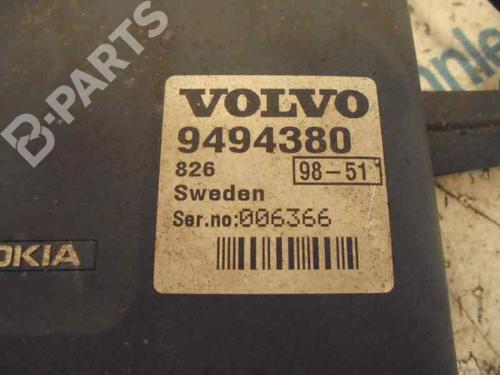 VOLVO
9494380
826 98-51
Sweden
Ser.no:006366
OKIA
B-PARTS